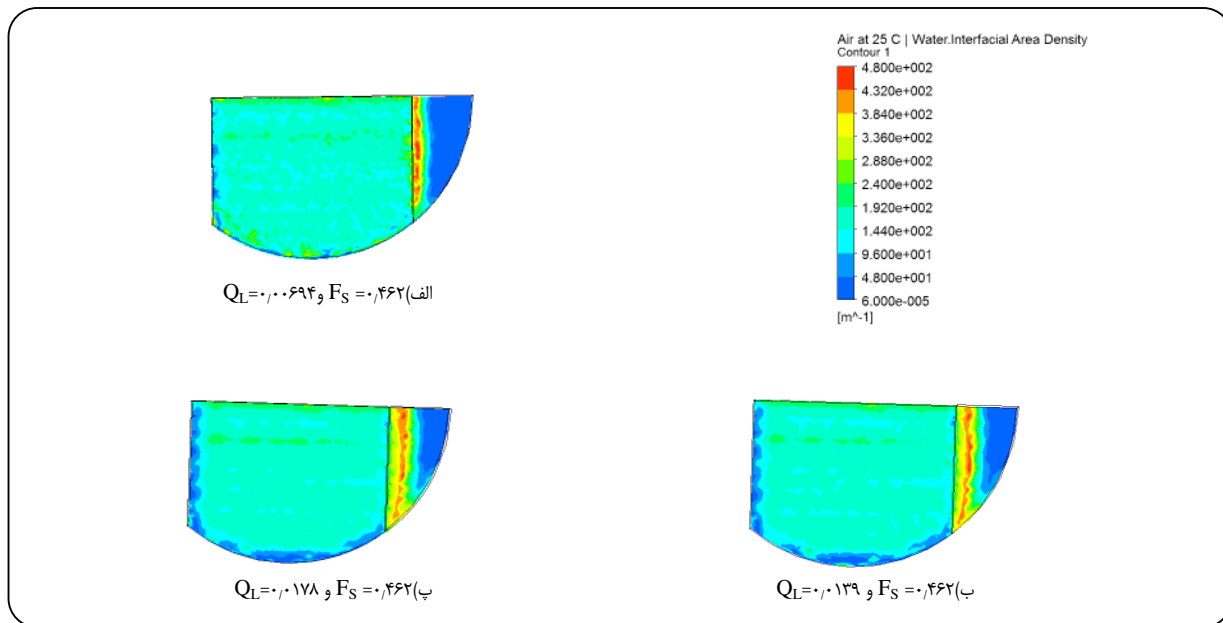 Air at 25 C | Water.Interfacial Area Density
Contour 1
4.800e+002
4.320e+002
3.840e+002
3.360e+002
2.880e+002
2.400e+002
1.920e+002
1.440e+002
9.600e+001
4.800e+001
6.000e-005
[m^-1]
الف)F_S =۰٫۴۶۲ و Q_L=۰٫۰۰۶۹۴
ب)F_S =۰٫۴۶۲ و Q_L=۰٫۰۱۳۹
پ)F_S =۰٫۴۶۲ و Q_L=۰٫۰۱۷۸